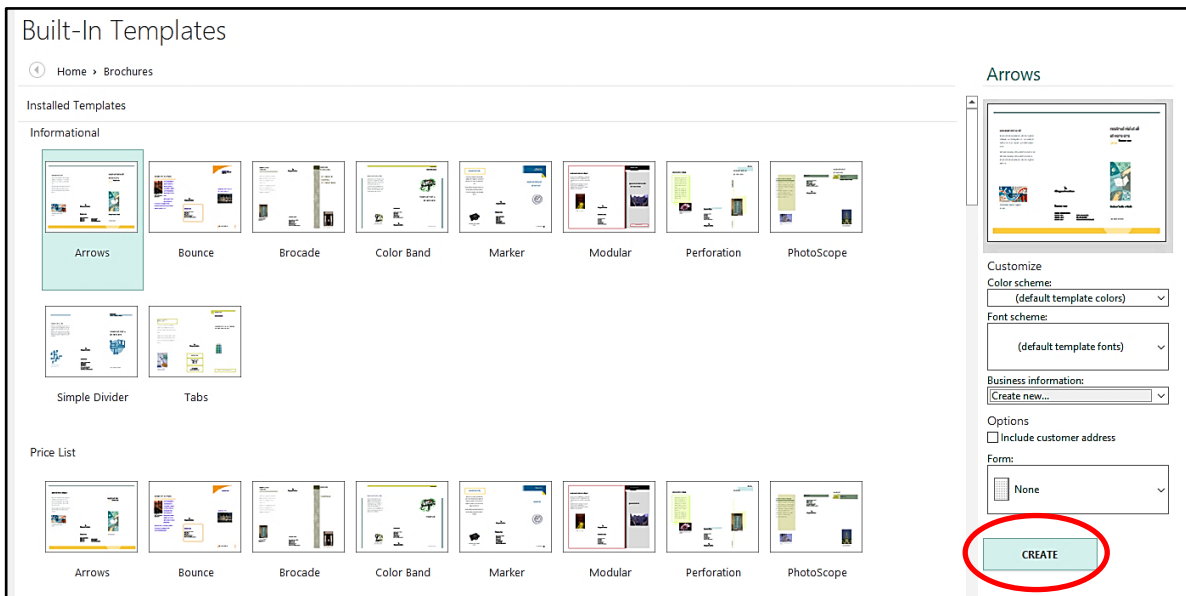 Built-In Templates
Home › Brochures
Installed Templates
Informational
Arrows Bounce Brocade Color Band Marker Modular Perforation PhotoScope
Simple Divider Tabs
Price List
Arrows Bounce Brocade Color Band Marker Modular Perforation PhotoScope
Arrows
Customize
Color scheme:
(default template colors)
Font scheme:
(default template fonts)
Business information:
Create new...
Options
Include customer address
Form:
None
CREATE